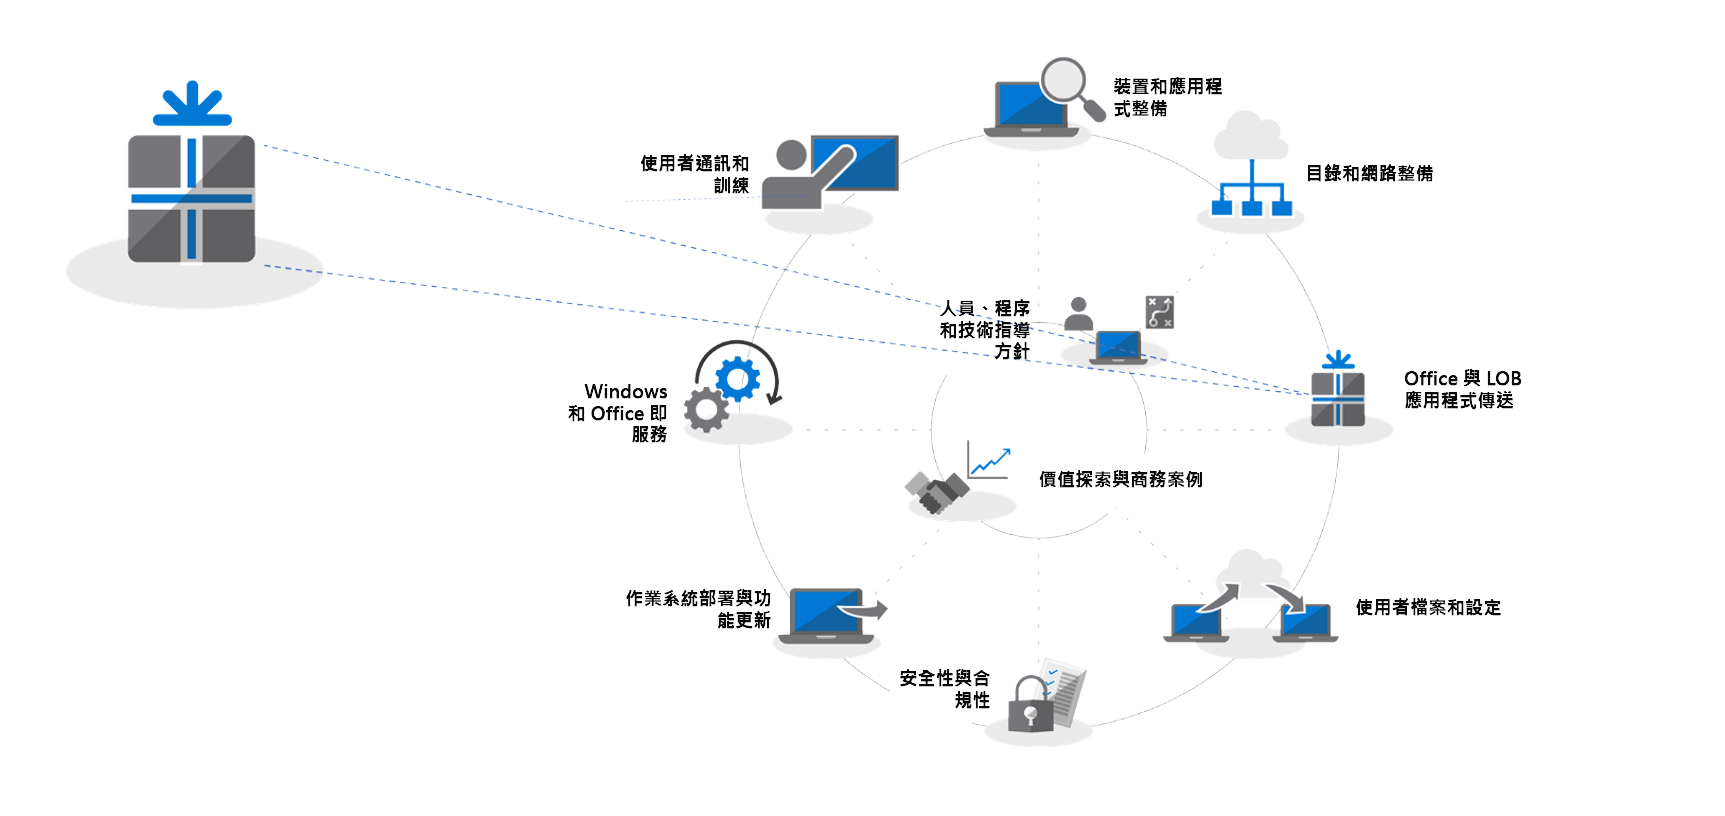 裝置和應用程
式整備
使用者通訊和
訓練
目錄和網路整備
人員、程序
和技術指導
方針
Windows
和 Office 即
服務
Office 與 LOB
應用程式傳送
價值探索與商務案例
作業系統部署與功
能更新
使用者檔案和設定
安全性與合
規性